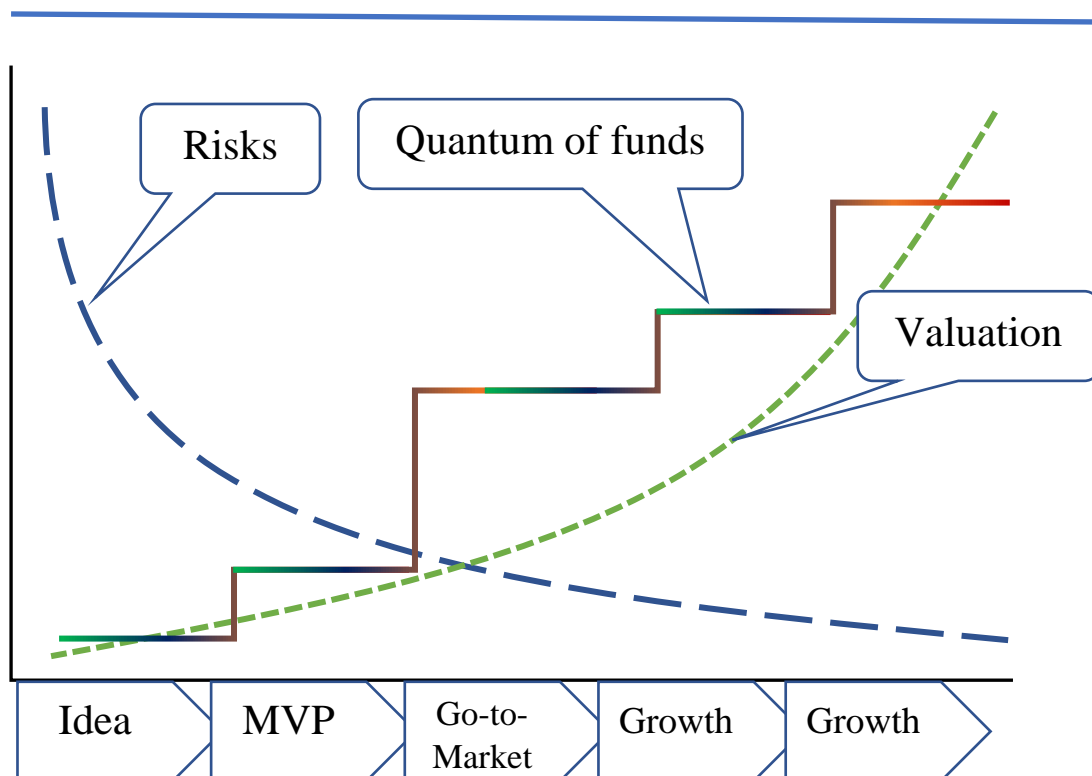 Risks
Quantum of funds
Valuation
Idea
MVP
Go-to-
Market
Growth
Growth